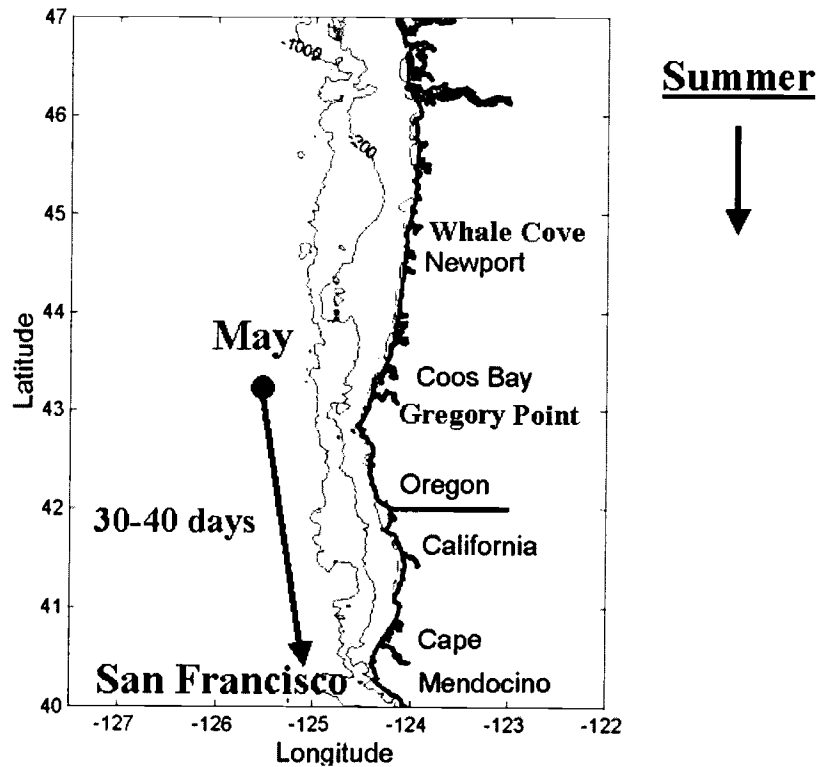 47
-1000
Summer
46
-200
45
Whale Cove
Newport
44
May
Latitude
Coos Bay
43
Gregory Point
Oregon
42
30-40 days
California
41
Cape
San Francisco
Mendocino
40
-127
-126
-125
-124
-123
-122
Longitude